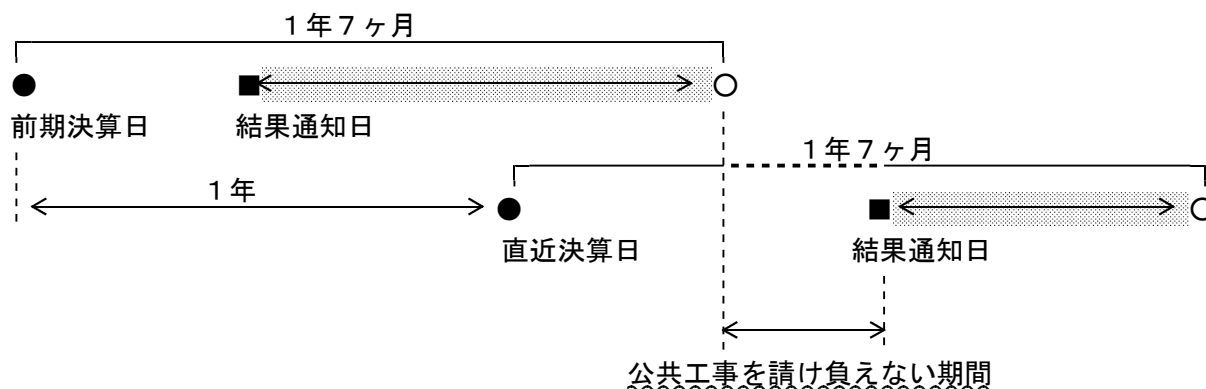 １年７ヶ月
前期決算日
結果通知日
１年７ヶ月
１年
直近決算日
結果通知日
公共工事を請け負えない期間